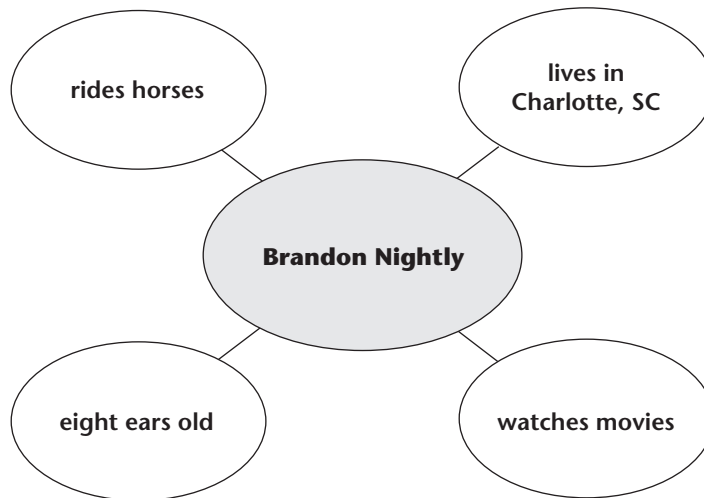 rides horses
lives in
Charlotte, SC
Brandon Nightly
eight ears old
watches movies